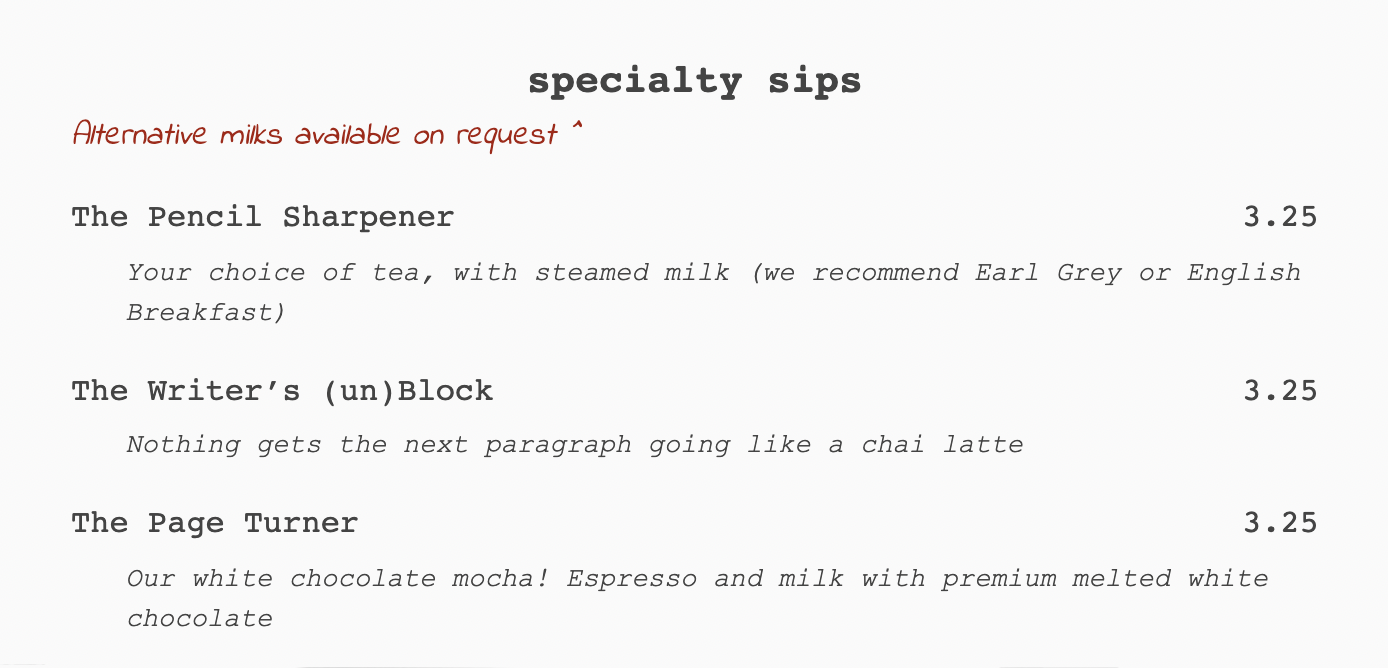 specialty sips
Alternative milks available on request ^
The Pencil Sharpener 3.25
Your choice of tea, with steamed milk (we recommend Earl Grey or English
Breakfast)
The Writer’s (un)Block 3.25
Nothing gets the next paragraph going like a chai latte
The Page Turner 3.25
Our white chocolate mocha! Espresso and milk with premium melted white
chocolate